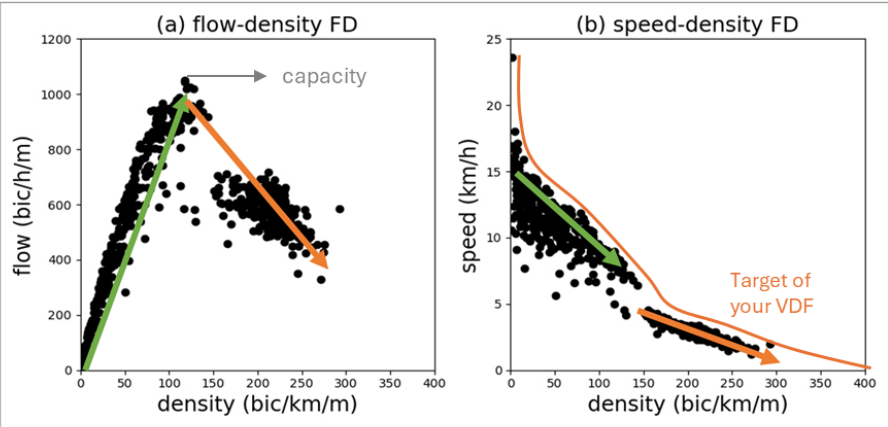 (a) flow-density FD
1200
1000
800
600
400
200
0
flow (bic/h/m)
capacity
0 50 100 150 200 250 300 350 400
density (bic/km/m)
(b) speed-density FD
25
20
15
10
5
0
speed (km/h)
Target of
your VDF
0 50 100 150 200 250 300 350 400
density (bic/km/m)